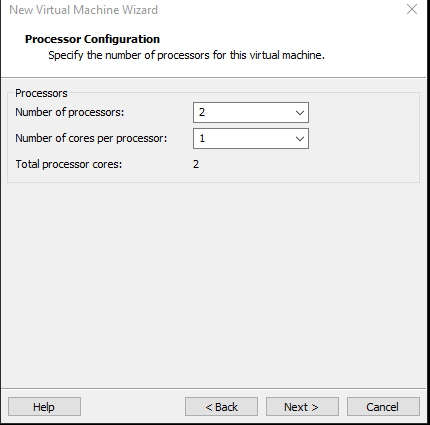 New Virtual Machine Wizard
Processor Configuration
Specify the number of processors for this virtual machine.
Processors
Number of processors: 2
Number of cores per processor: 1
Total processor cores: 2
Help < Back Next > Cancel